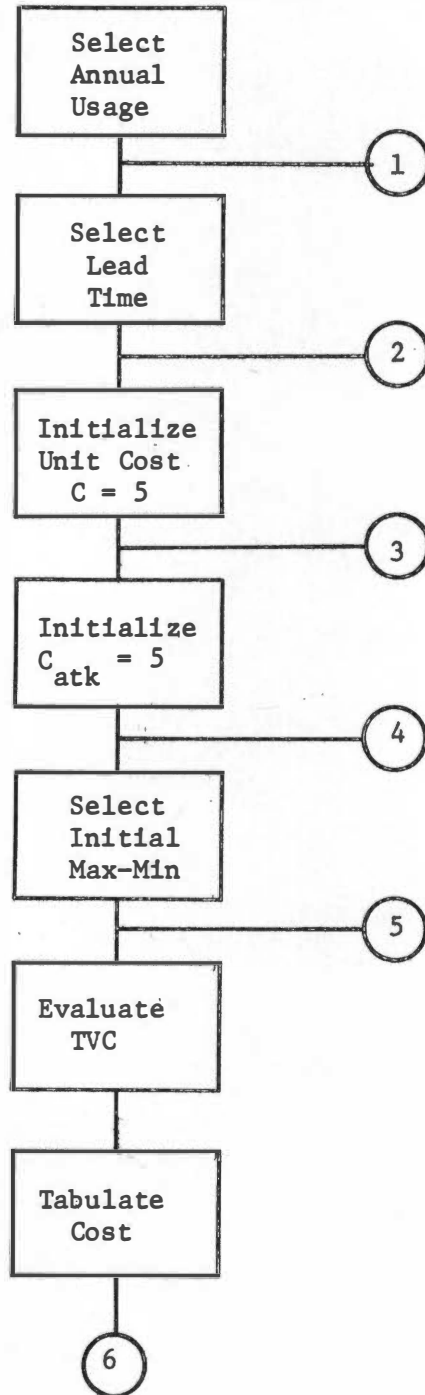 Select
Annual
Usage
1
Select
Lead
Time
2
Initialize
Unit Cost
C = 5
3
Initialize
C_atk = 5
4
Select
Initial
Max-Min
5
Evaluate
TVC
Tabulate
Cost
6